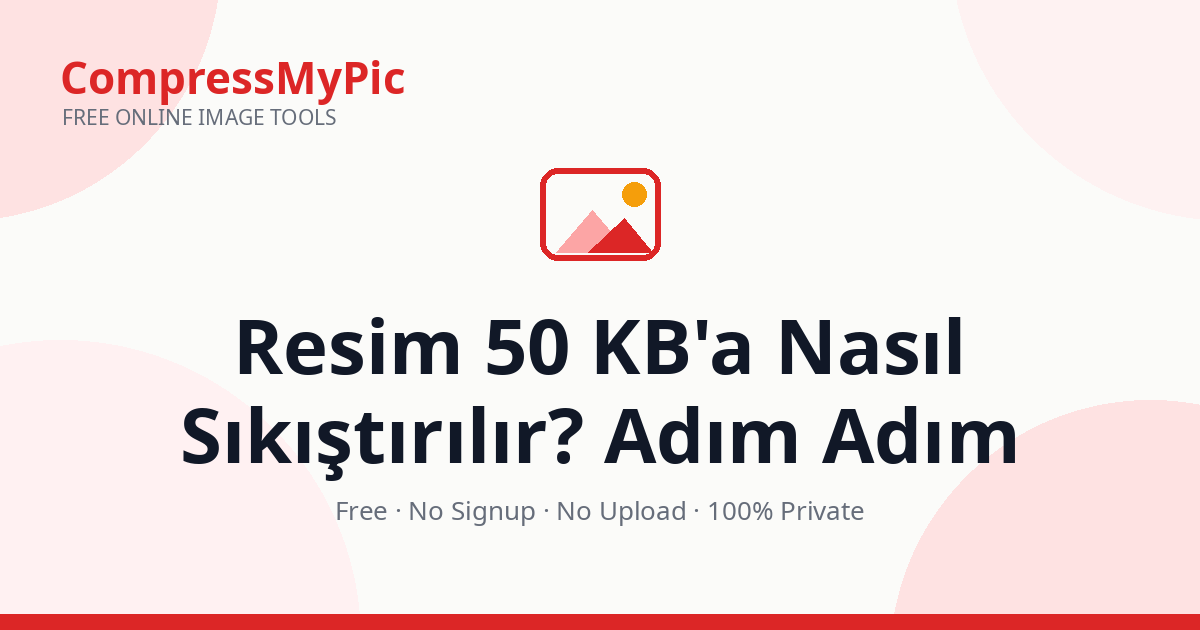 CompressMyPic
FREE ONLINE IMAGE TOOLS
Resim 50 KB'a Nasıl
Sıkıştırılır? Adım Adım
Free · No Signup · No Upload · 100% Private